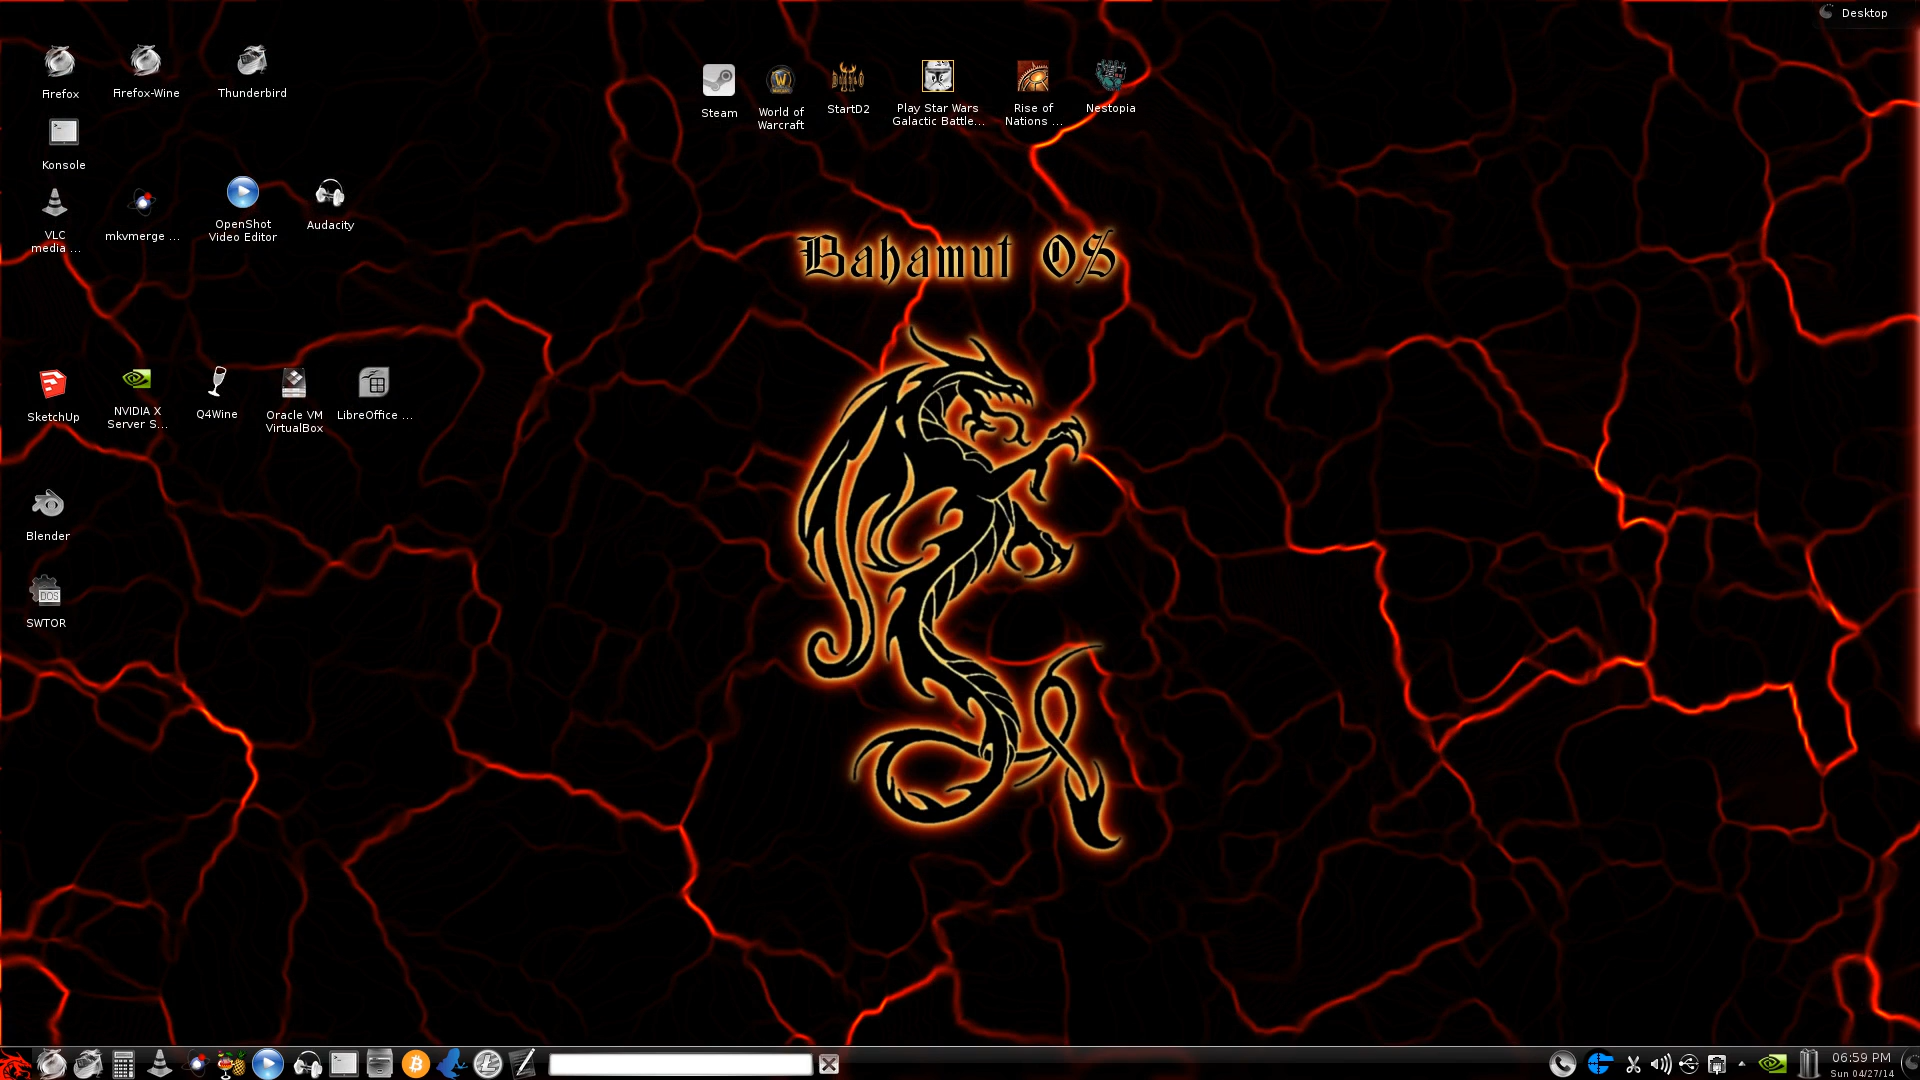 Desktop
Firefox
Firefox-Wine
Thunderbird
Steam
World of
Warcraft
StartD2
Play Star Wars
Galactic Battle...
Rise of
Nations ...
Nestopia
Konsole
VLC
media ...
mkvmerge ...
OpenShot
Video Editor
Audacity
Bahamut OS
SketchUp
NVIDIA X
Server S...
Q4Wine
Oracle VM
VirtualBox
LibreOffice ...
Blender
DOS
SWTOR
06:59 PM
Sun 04/27/14